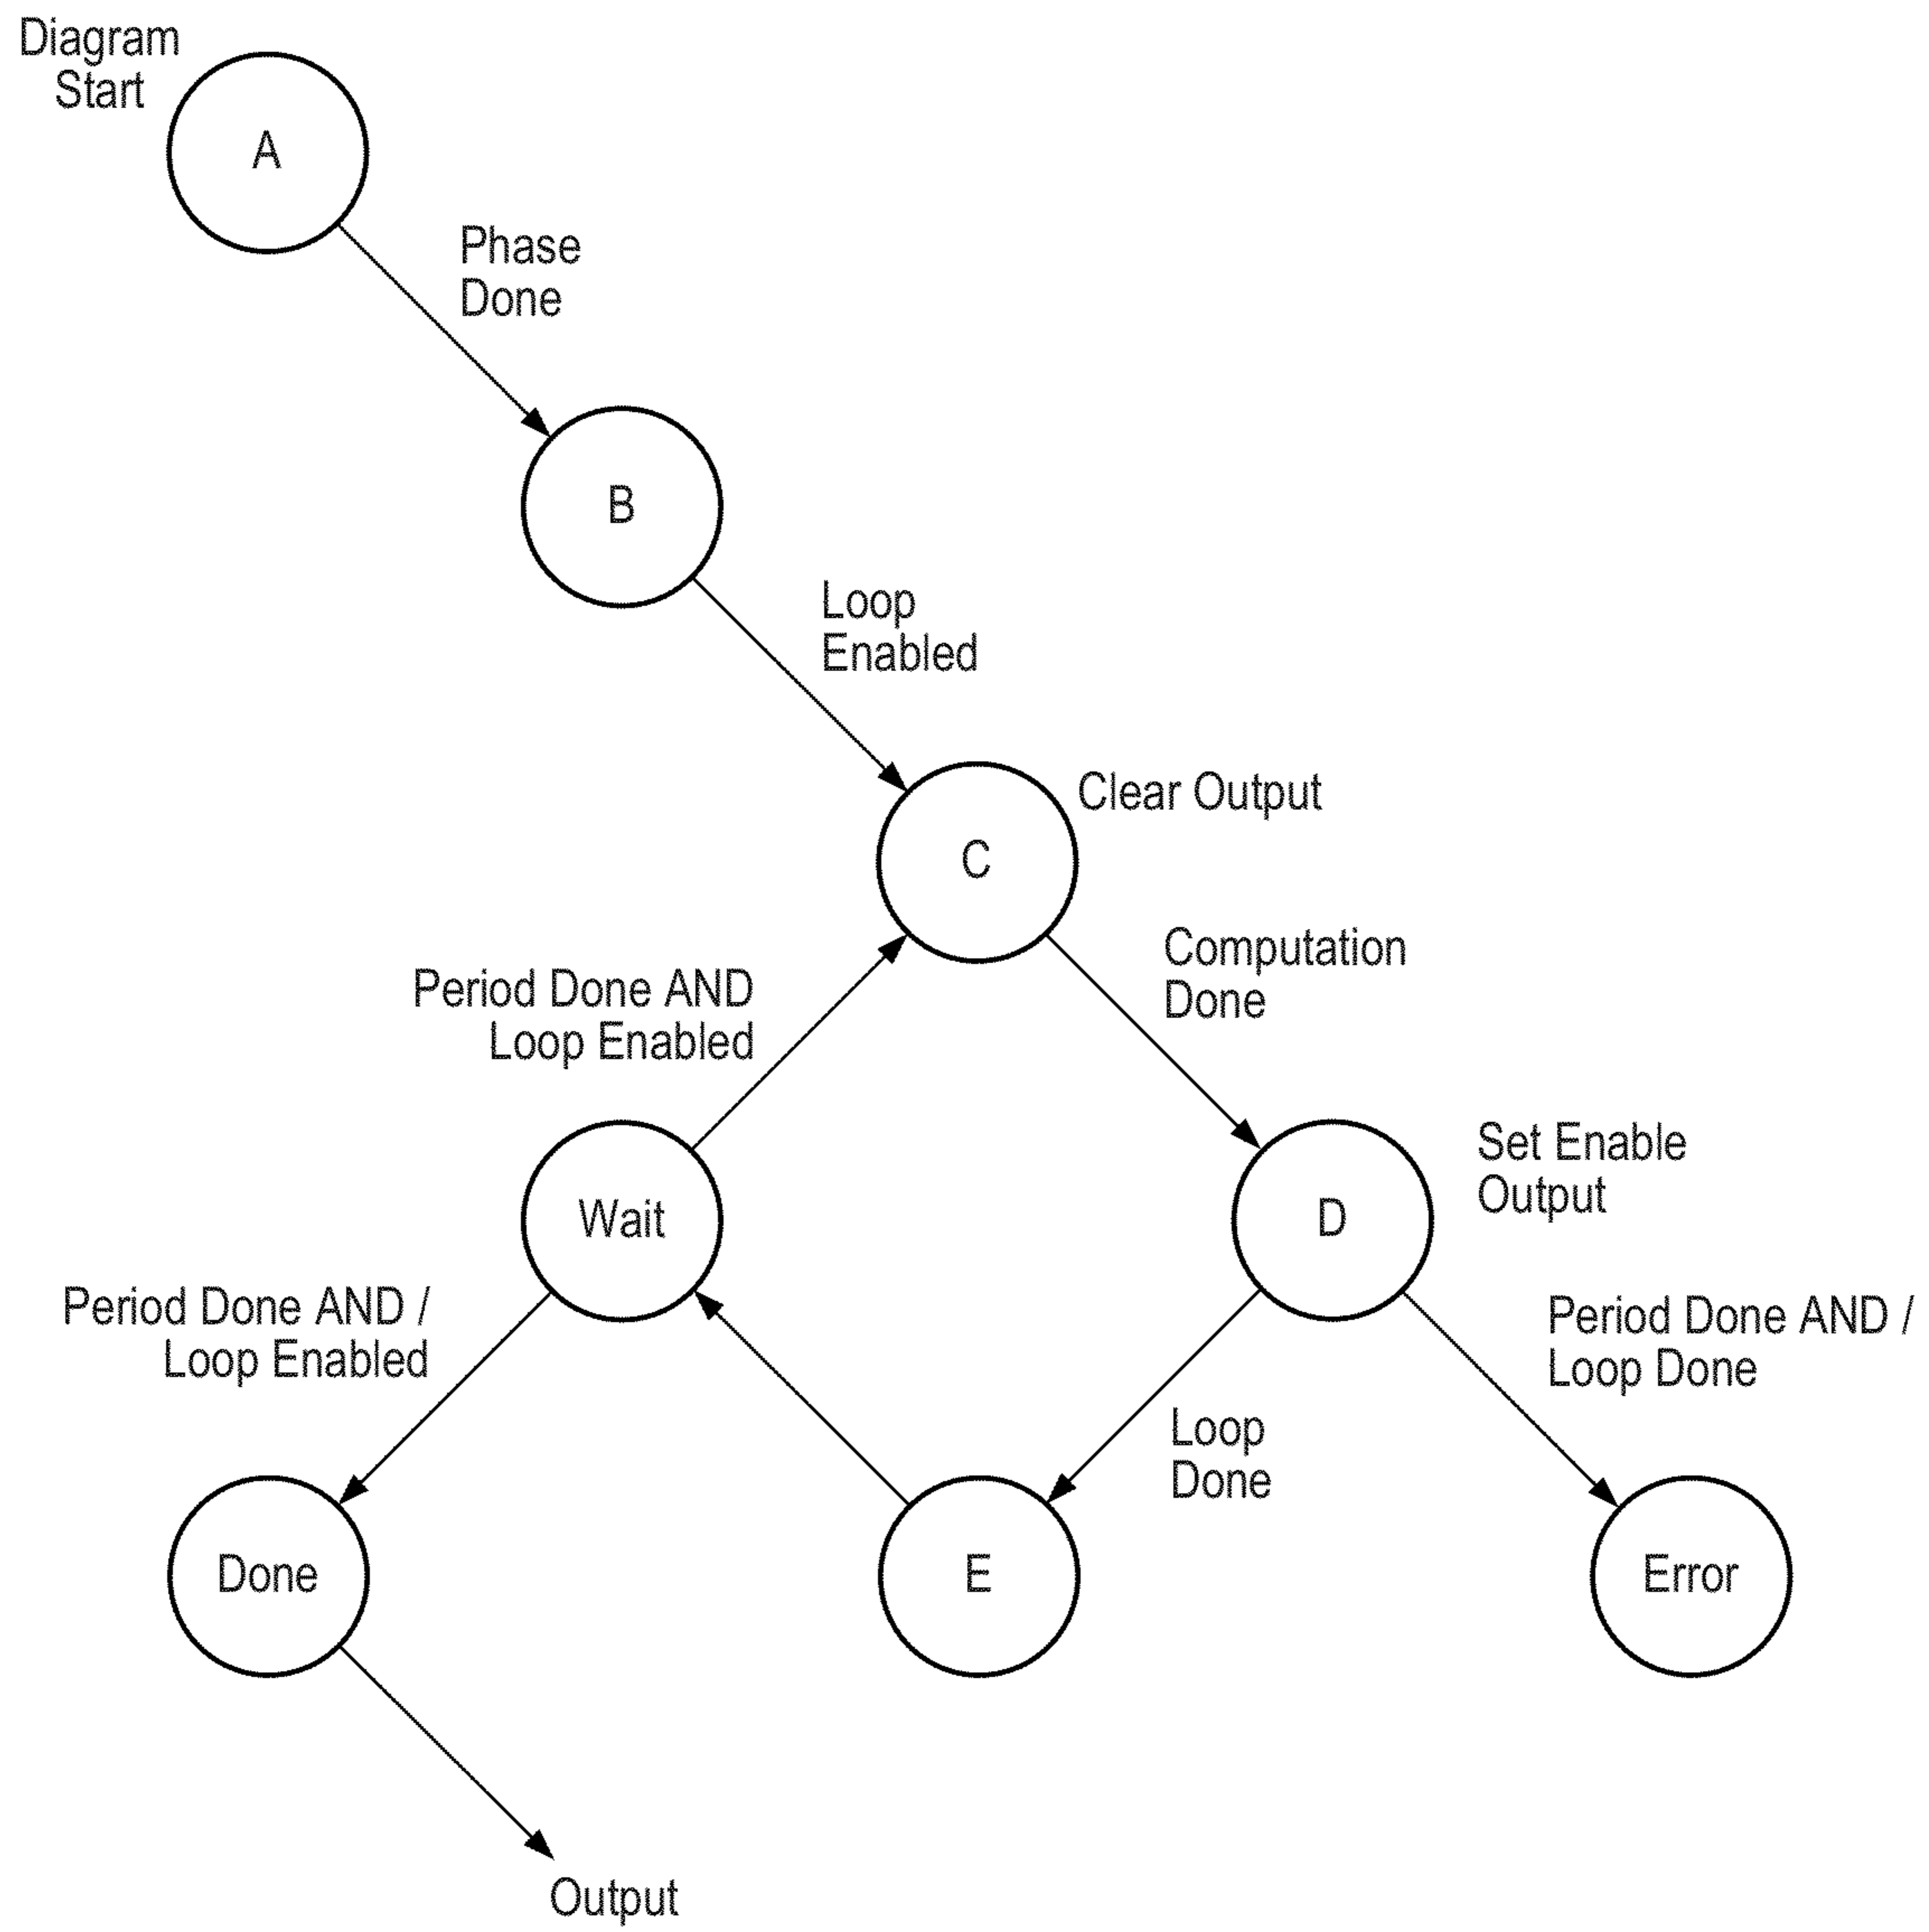 Diagram
Start
A
Phase
Done
B
Loop
Enabled
C
Clear Output
Computation
Done
Period Done AND
Loop Enabled
Wait
D
Set Enable
Output
Period Done AND /
Loop Enabled
Period Done AND /
Loop Done
Loop
Done
Done
E
Error
Output